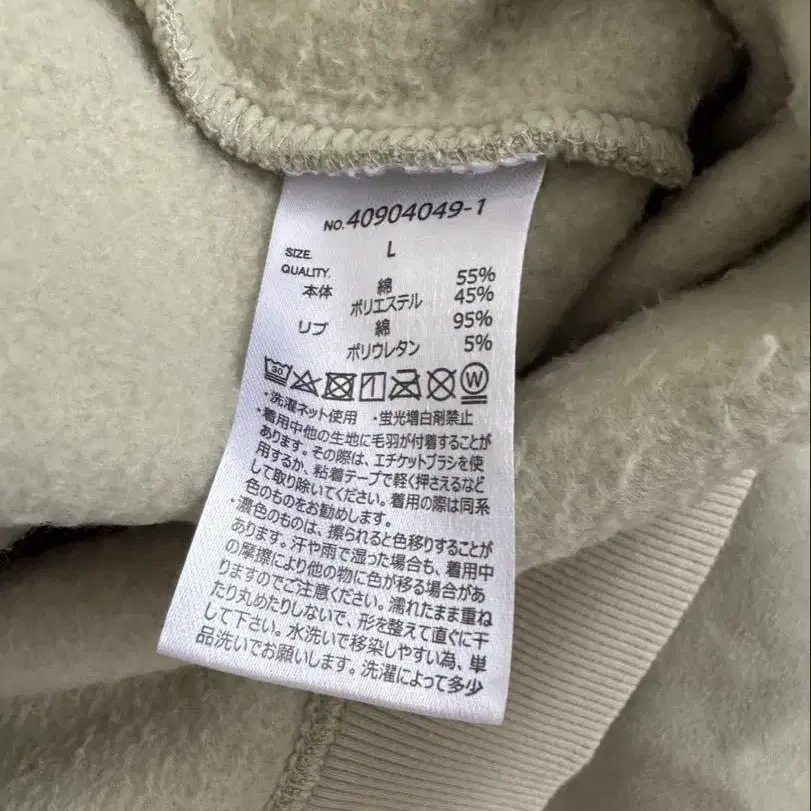 NO. 40904049-1
SIZE. L
QUALITY.
本体 綿 55%
ポリエステル 45%
リブ 綿 95%
ポリウレタン 5%
30 W
・洗濯ネット使用 ・蛍光増白剤禁止
・着用中他の生地に毛羽が付着することが
あります。その際は、エチケットブラシを使
用するか、粘着テープで軽く押さえるなど
して取り除いてください。着用の際は同系
色のものをお勧めします。
・濃色のものは、擦られると色移りすることが
あります。汗や雨で湿った場合も、着用中
の摩擦により他の物に色が移る場合があ
りますのでご注意ください。濡れたまま重ね
たり丸めたりしないで、形を整えて直ぐに干
してください。水洗いで移染しやすい為、単
品洗いでお願いします。洗濯によって多少